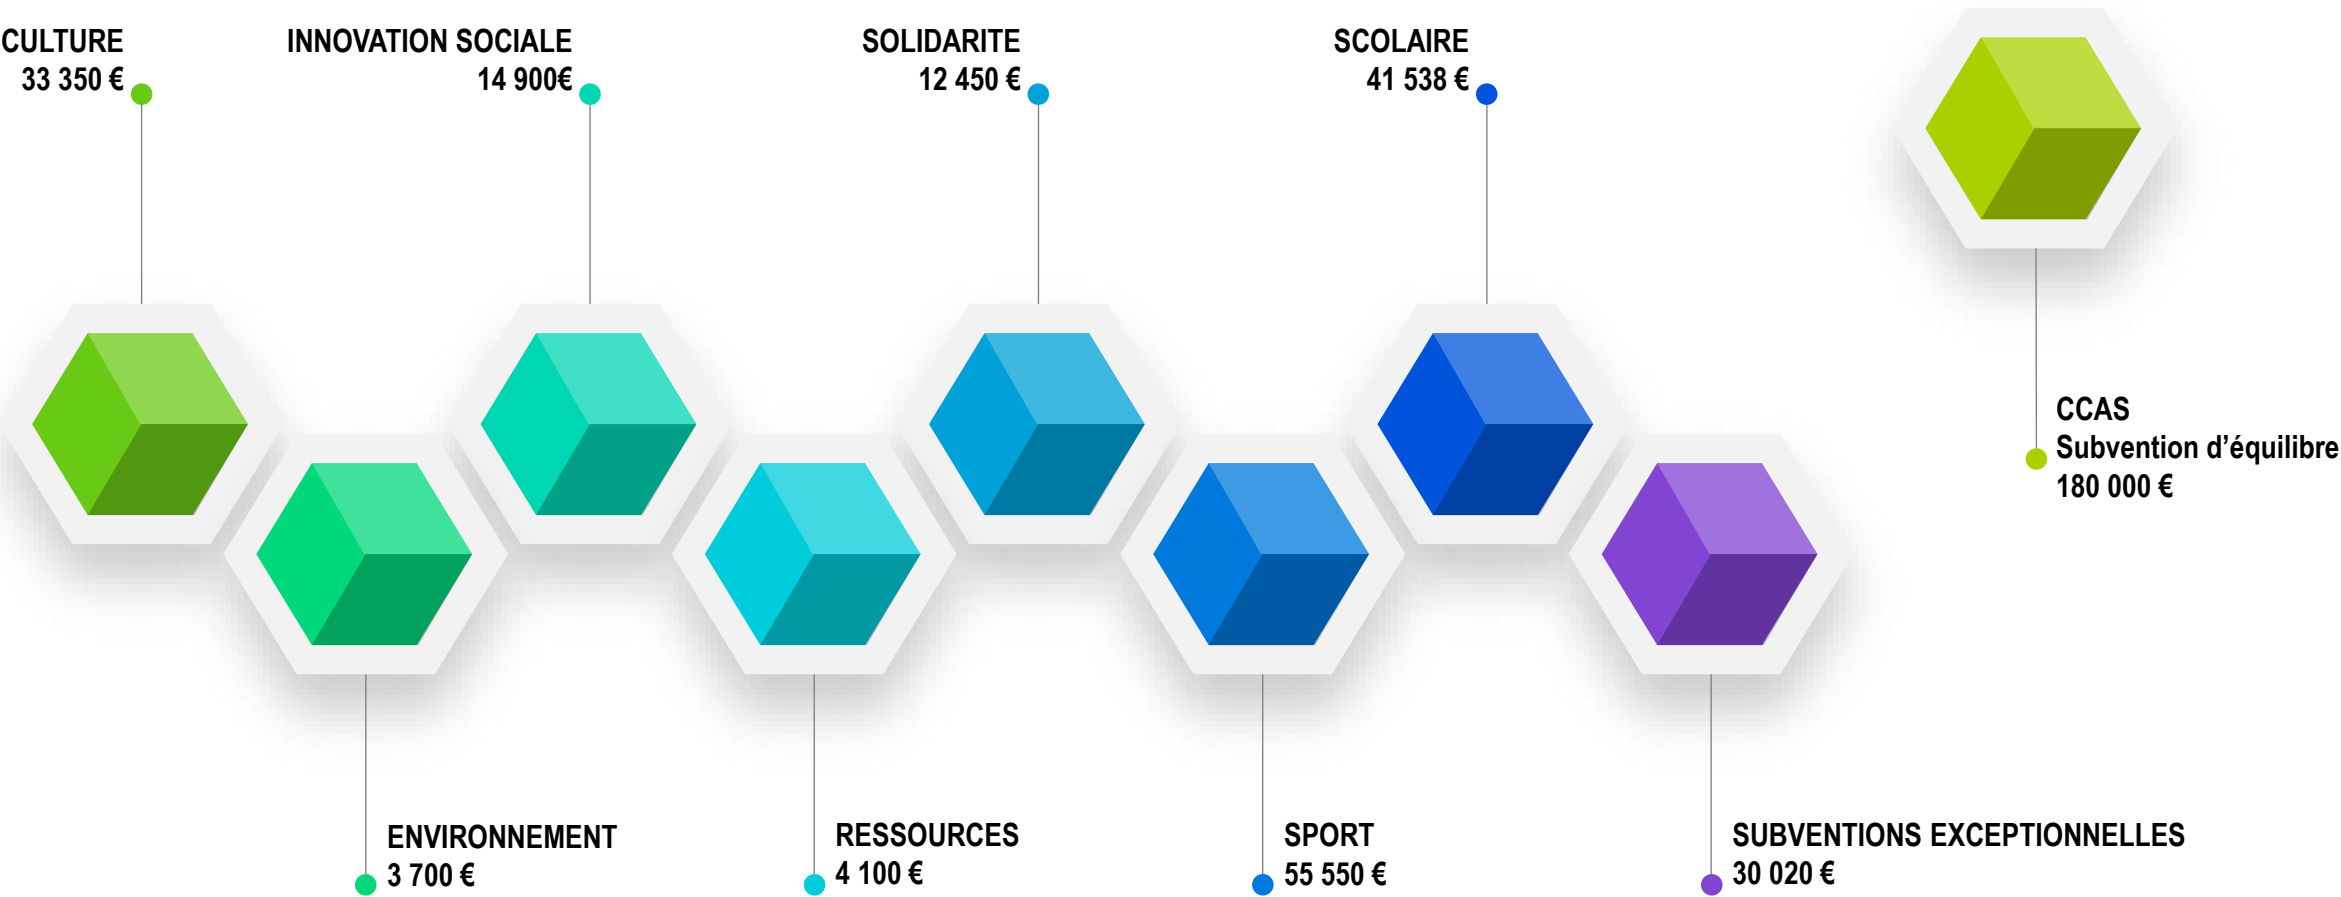 CULTURE
33 350 €
INNOVATION SOCIALE
14 900€
SOLIDARITE
12 450 €
SCOLAIRE
41 538 €
CCAS
Subvention d’équilibre
180 000 €
ENVIRONNEMENT
3 700 €
RESSOURCES
4 100 €
SPORT
55 550 €
SUBVENTIONS EXCEPTIONNELLES
30 020 €